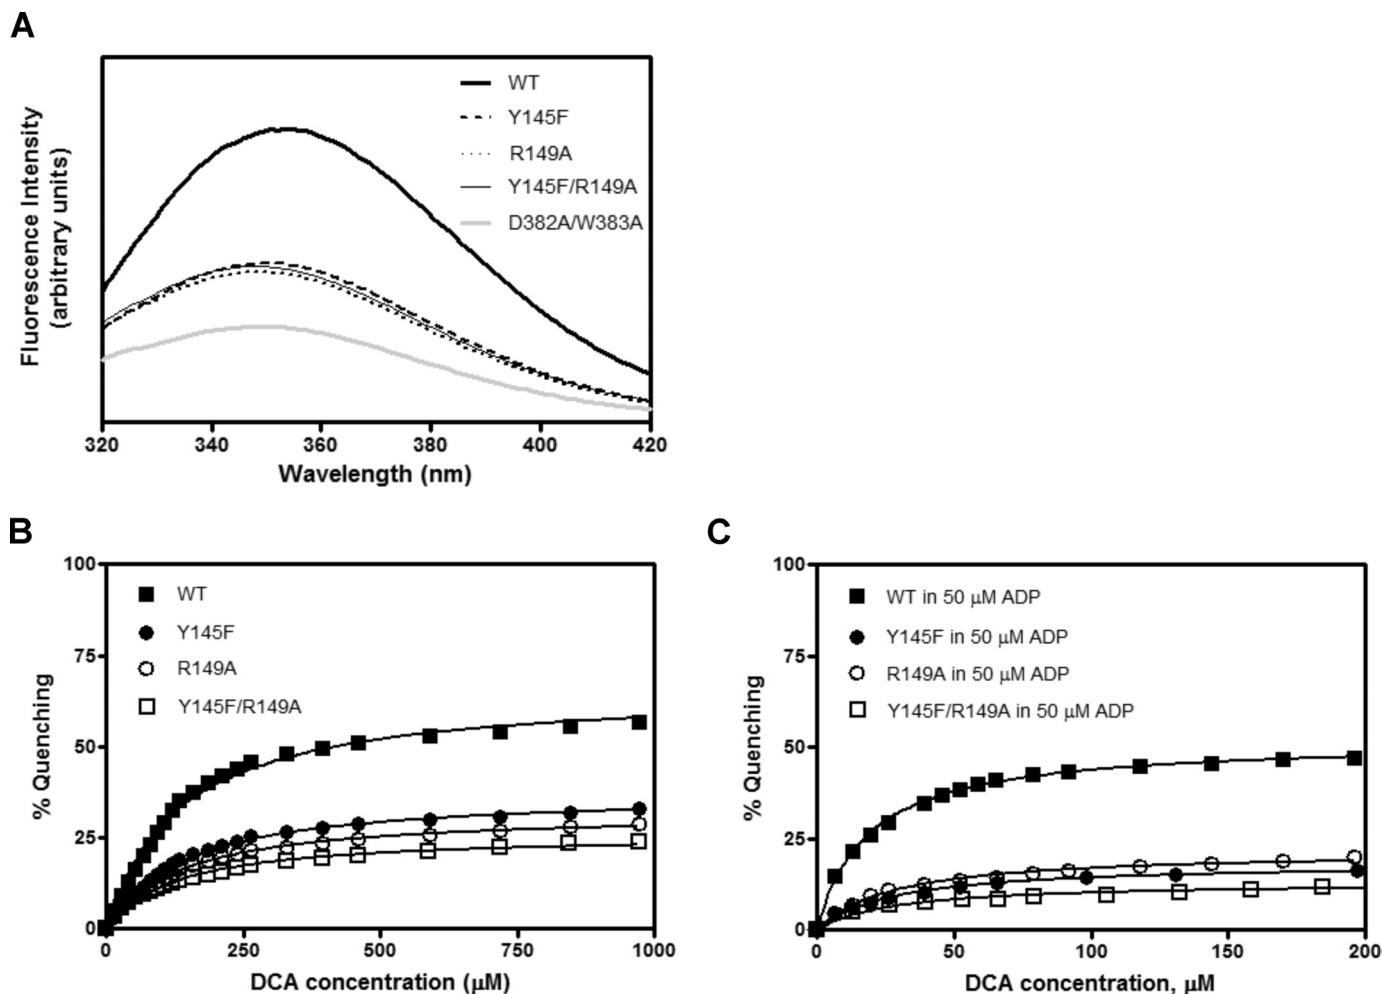 A
Fluorescence Intensity
(arbitrary units)
WT
Y145F
R149A
Y145F/R149A
D382A/W383A
320 340 360 380 400 420
Wavelength (nm)
B
% Quenching
100
75
50
25
0
WT
Y145F
R149A
Y145F/R149A
0 250 500 750 1000
DCA concentration (μM)
C
% Quenching
100
75
50
25
0
WT in 50 μM ADP
Y145F in 50 μM ADP
R149A in 50 μM ADP
Y145F/R149A in 50 μM ADP
0 50 100 150 200
DCA concentration, μM